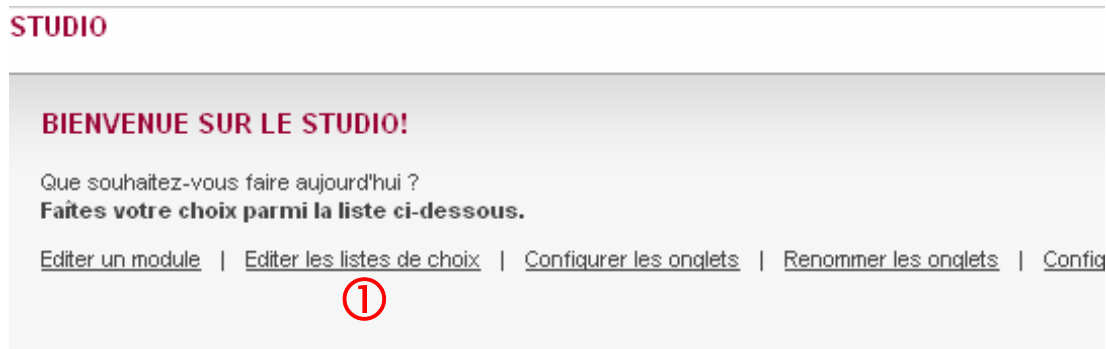 STUDIO
BIENVENUE SUR LE STUDIO!
Que souhaitez-vous faire aujourd'hui ?
Faites votre choix parmi la liste ci-dessous.
Editer un module | Editer les listes de choix | Configurer les onglets | Renommer les onglets | Config
①